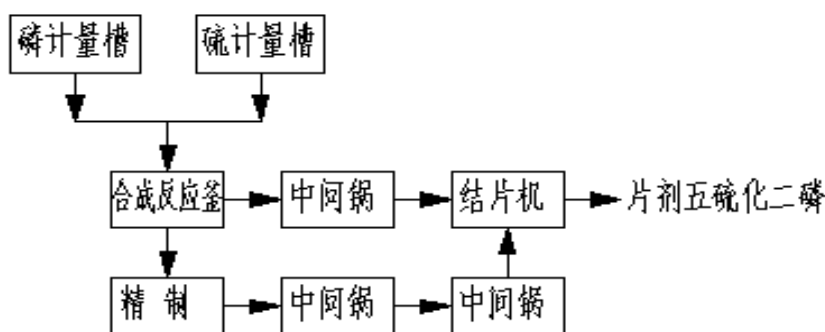 磷计量槽
硫计量槽
合成反应釜
中间锅
结片机
片剂五硫化二磷
精 制
中间锅
中间锅